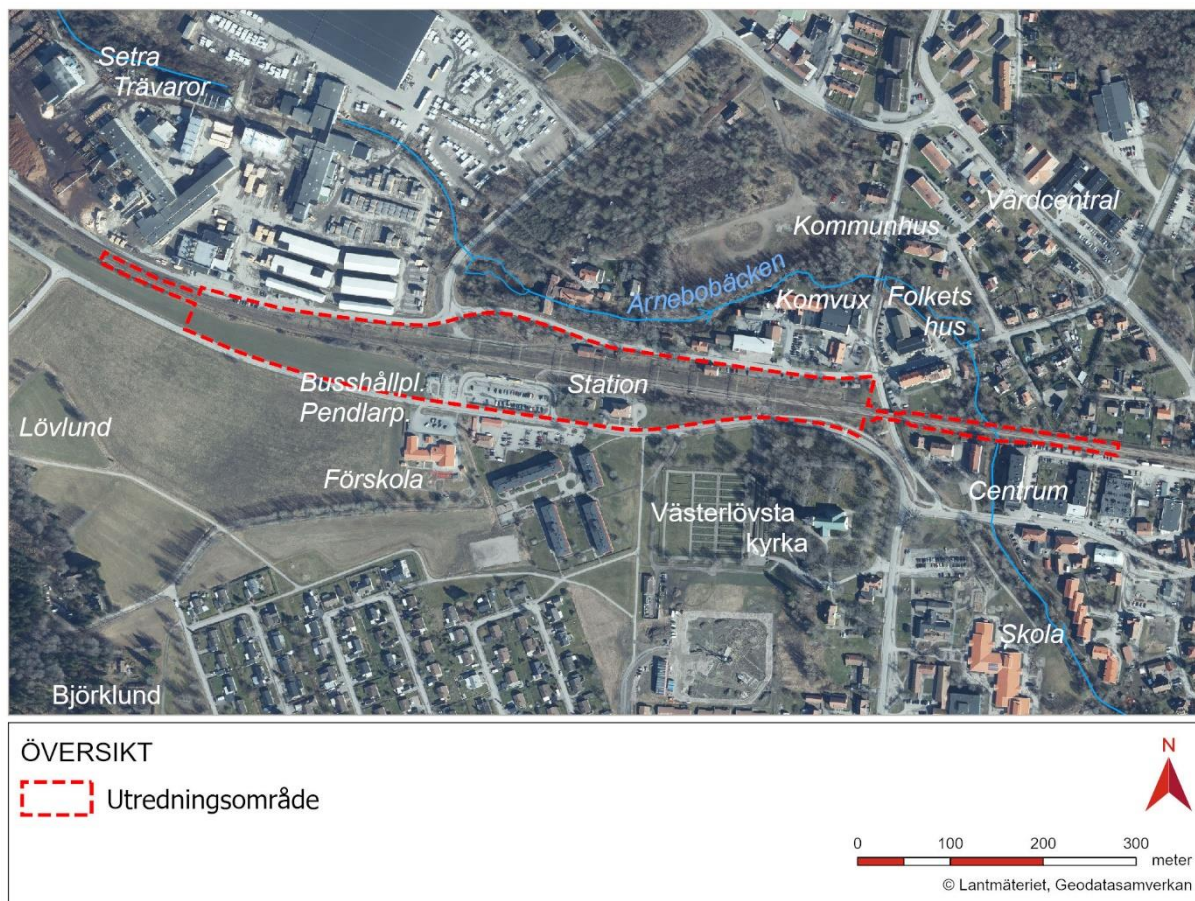 Setra
Trävaror
Vårdcentral
Kommunhus
Arnebobäcken
Komvux
Folkets
hus
Busshållpl.
Pendlarp.
Station
Lövlund
Förskola
Centrum
Västerlövsta
kyrka
Skola
Björklund
ÖVERSIKT
Utredningsområde
N
0 100 200 300
meter
© Lantmäteriet, Geodatasamverkan